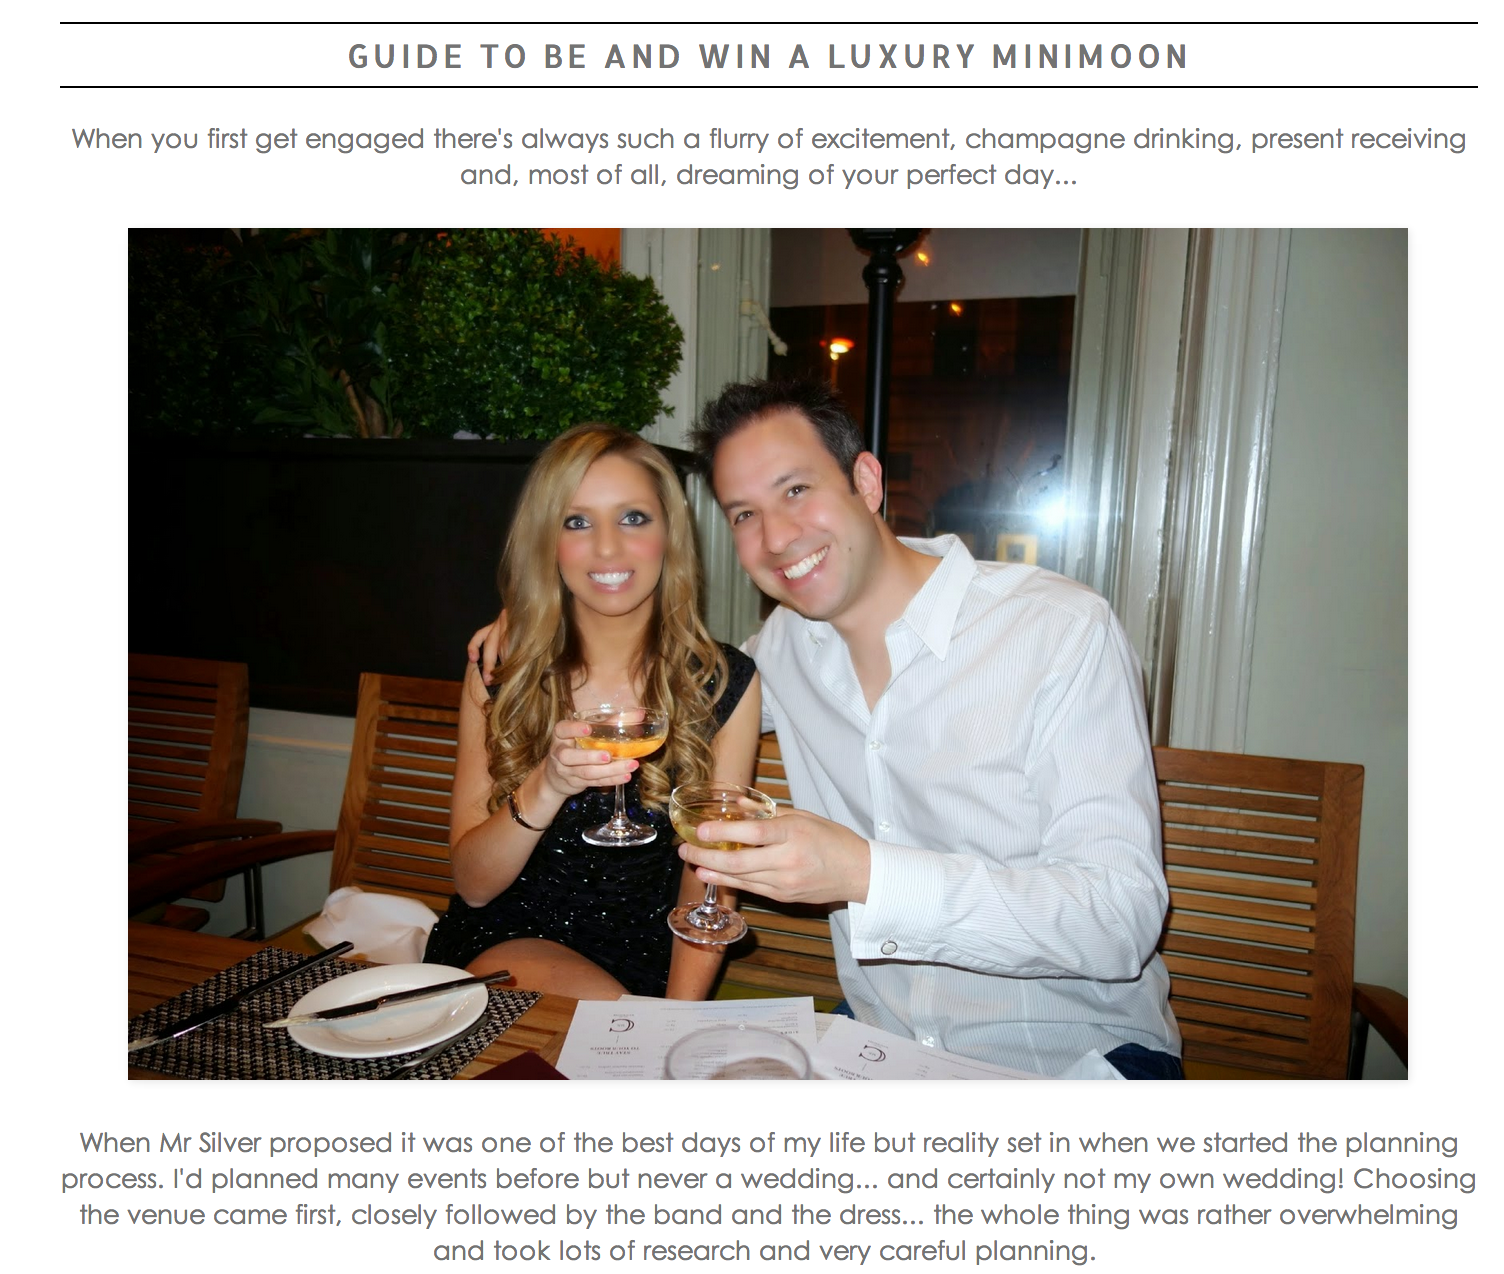 GUIDE TO BE AND WIN A LUXURY MINIMOON
When you first get engaged there's always such a flurry of excitement, champagne drinking, present receiving
and, most of all, dreaming of your perfect day...
C
C
When Mr Silver proposed it was one of the best days of my life but reality set in when we started the planning
process. I'd planned many events before but never a wedding... and certainly not my own wedding! Choosing
the venue came first, closely followed by the band and the dress... the whole thing was rather overwhelming
and took lots of research and very careful planning.